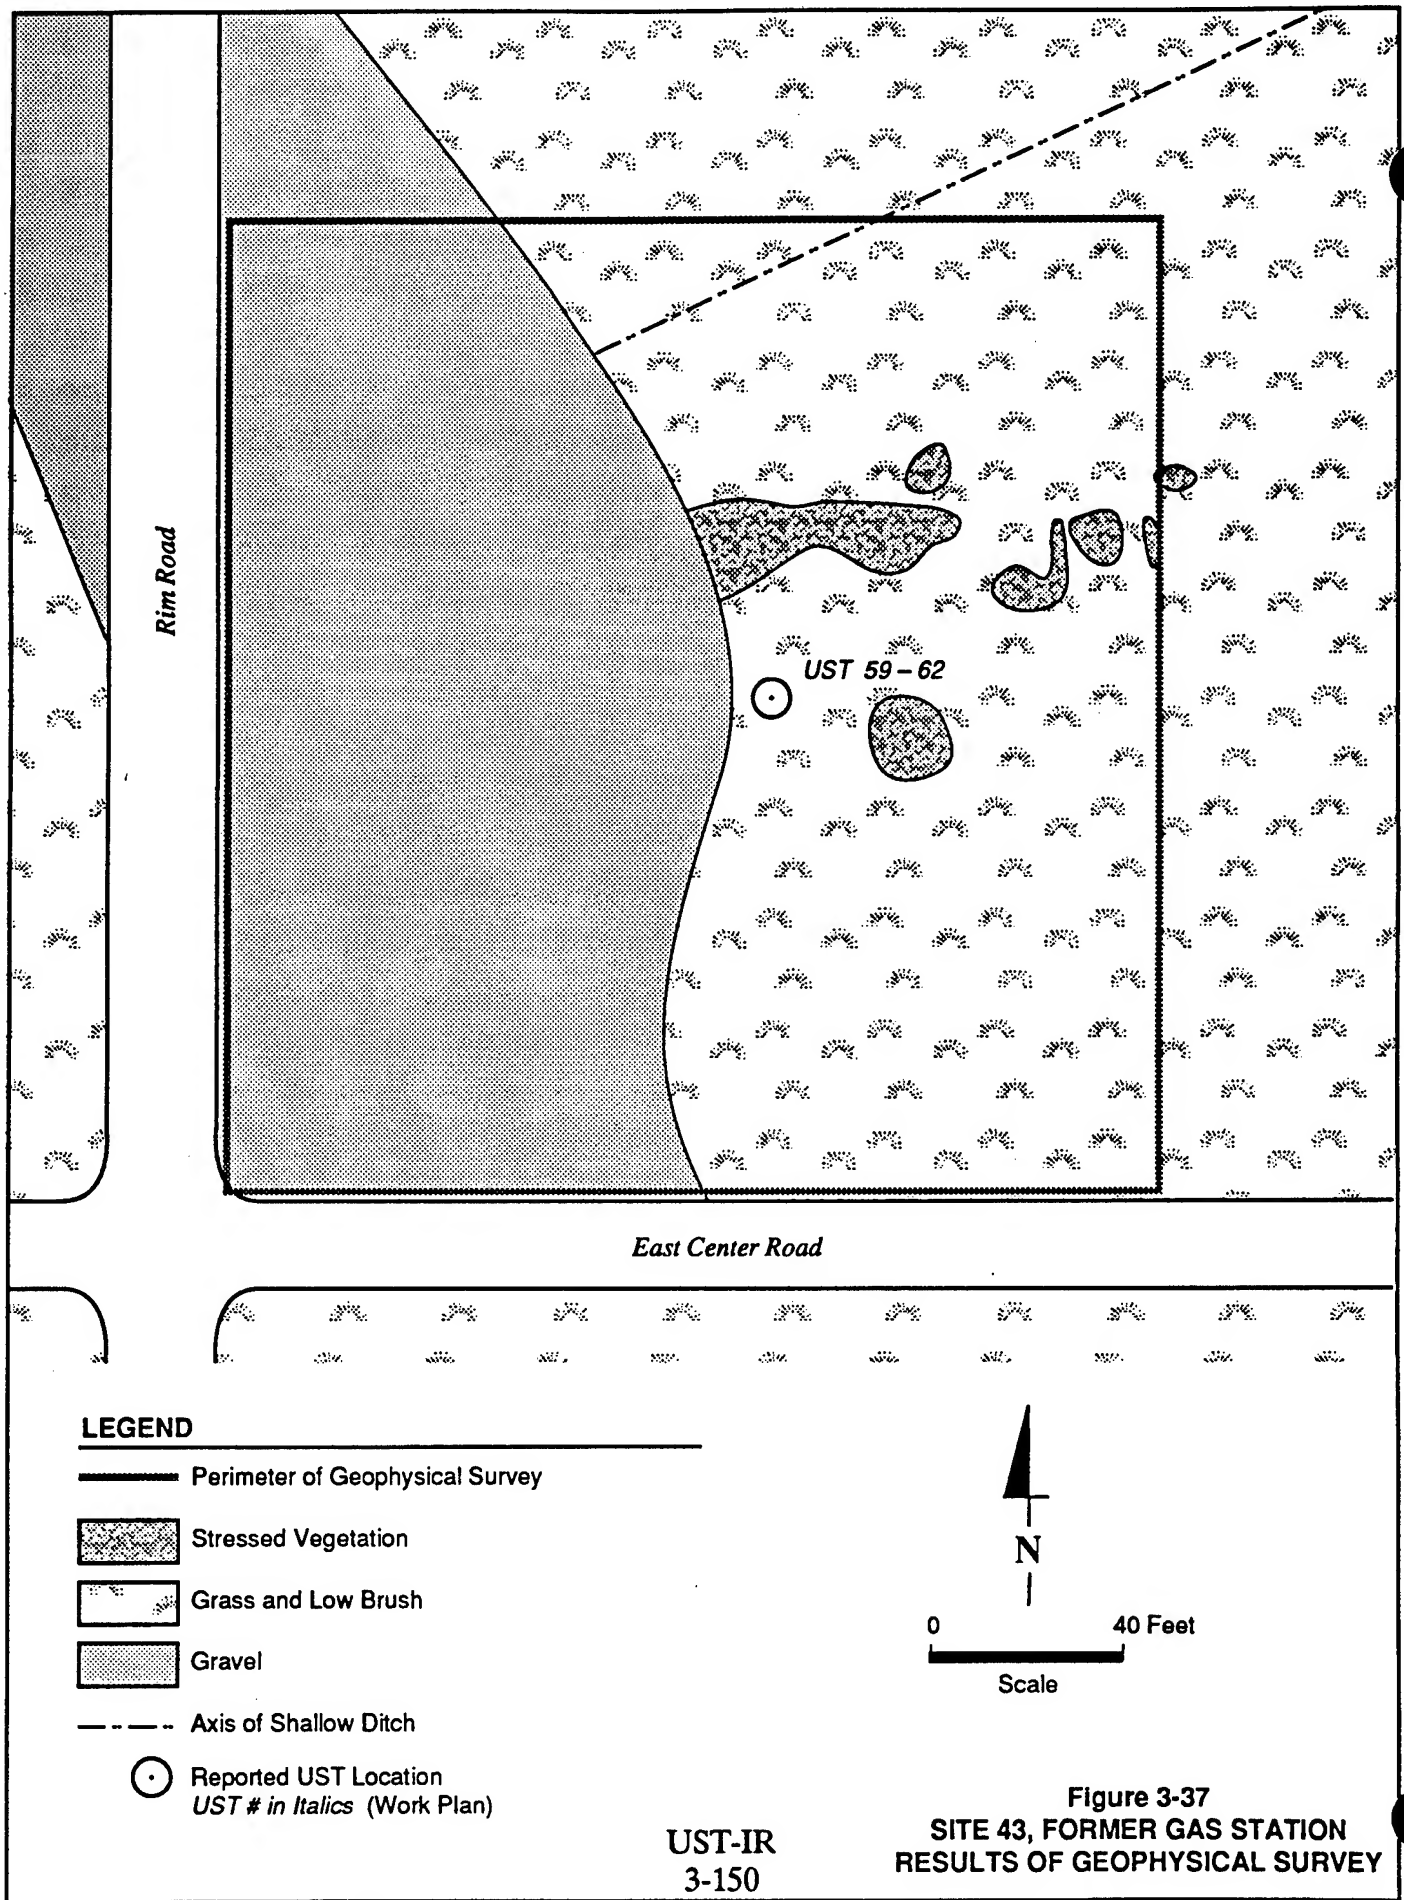 Rim Road
UST 59 – 62
East Center Road
LEGEND
Perimeter of Geophysical Survey
Stressed Vegetation
Grass and Low Brush
Gravel
Axis of Shallow Ditch
Reported UST Location
UST # in Italics (Work Plan)
N
0 40 Feet
Scale
Figure 3-37
SITE 43, FORMER GAS STATION
RESULTS OF GEOPHYSICAL SURVEY
UST-IR
3-150